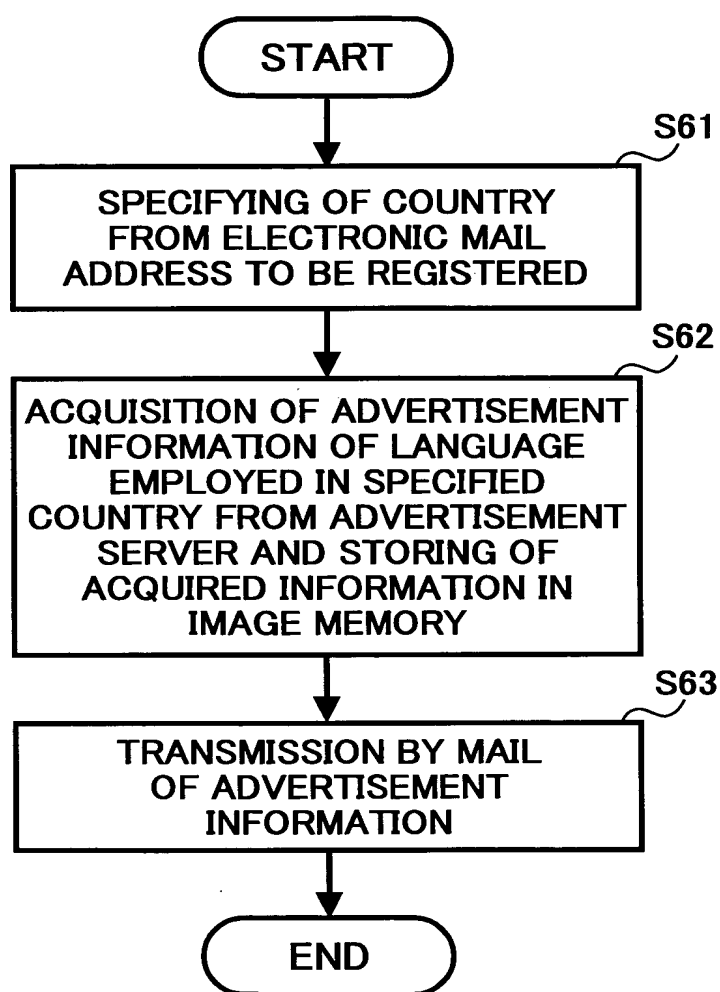 START
S61
SPECIFYING OF COUNTRY
FROM ELECTRONIC MAIL
ADDRESS TO BE REGISTERED
S62
ACQUISITION OF ADVERTISEMENT
INFORMATION OF LANGUAGE
EMPLOYED IN SPECIFIED
COUNTRY FROM ADVERTISEMENT
SERVER AND STORING OF
ACQUIRED INFORMATION IN
IMAGE MEMORY
S63
TRANSMISSION BY MAIL
OF ADVERTISEMENT
INFORMATION
END